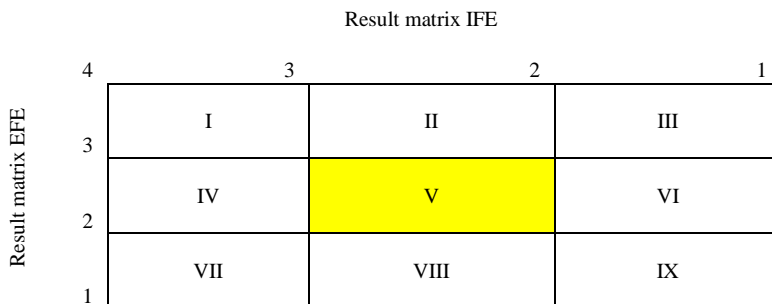 Result matrix IFE
4 3 2 1
I II III
3
IV V VI
2
VII VIII IX
1
Result matrix EFE